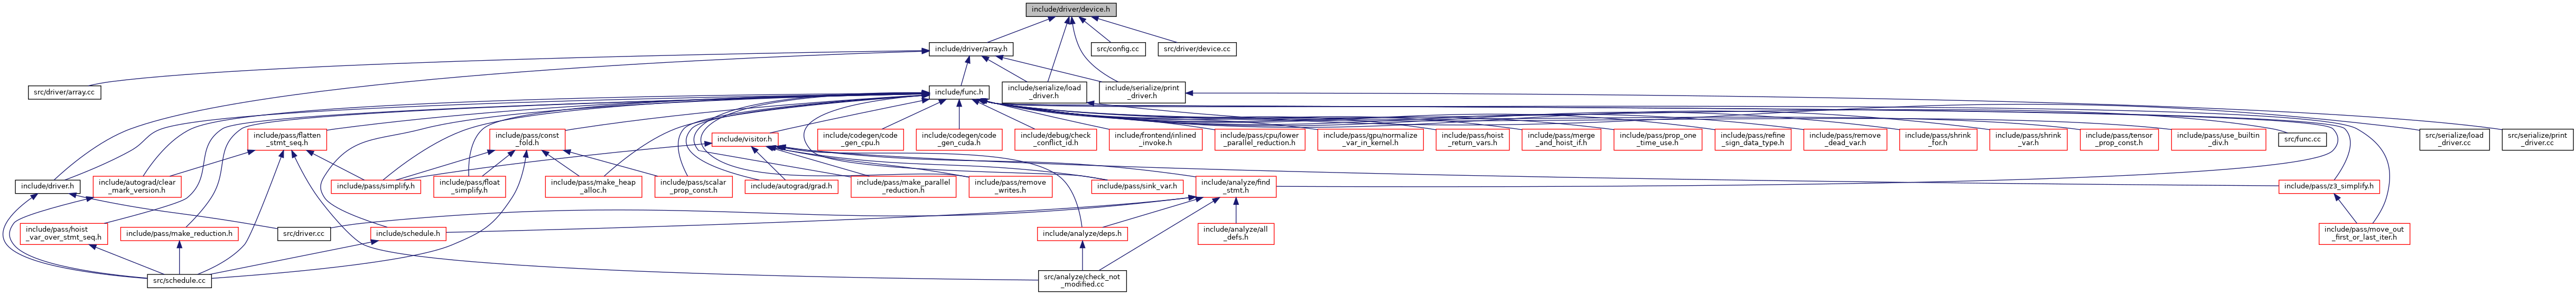 include/driver/device.h
include/driver/array.h
src/config.cc
src/driver/device.cc
src/driver/array.cc
include/func.h
include/serialize/load
_driver.h
include/serialize/print
_driver.h
include/pass/flatten
_stmt_seq.h
include/pass/const
_fold.h
include/visitor.h
include/codegen/code
_gen_cpu.h
include/codegen/code
_gen_cuda.h
include/debug/check
_conflict_id.h
include/frontend/inlined
_invoke.h
include/pass/cpu/lower
_parallel_reduction.h
include/pass/gpu/normalize
_var_in_kernel.h
include/pass/hoist
_return_vars.h
include/pass/merge
_and_hoist_if.h
include/pass/prop_one
_time_use.h
include/pass/refine
_sign_data_type.h
include/pass/remove
_dead_var.h
include/pass/shrink
_for.h
include/pass/shrink
_var.h
include/pass/tensor
_prop_const.h
include/pass/use_builtin
_div.h
src/func.cc
src/serialize/load
_driver.cc
src/serialize/print
_driver.cc
include/driver.h
include/autograd/clear
_mark_version.h
include/pass/simplify.h
include/pass/float
_simplify.h
include/pass/make_heap
_alloc.h
include/pass/scalar
_prop_const.h
include/autograd/grad.h
include/pass/make_parallel
_reduction.h
include/pass/remove
_writes.h
include/pass/sink_var.h
include/analyze/find
_stmt.h
include/pass/z3_simplify.h
include/pass/hoist
_var_over_stmt_seq.h
include/pass/make_reduction.h
src/driver.cc
include/schedule.h
include/analyze/deps.h
include/analyze/all
_defs.h
include/pass/move_out
_first_or_last_iter.h
src/schedule.cc
src/analyze/check_not
_modified.cc